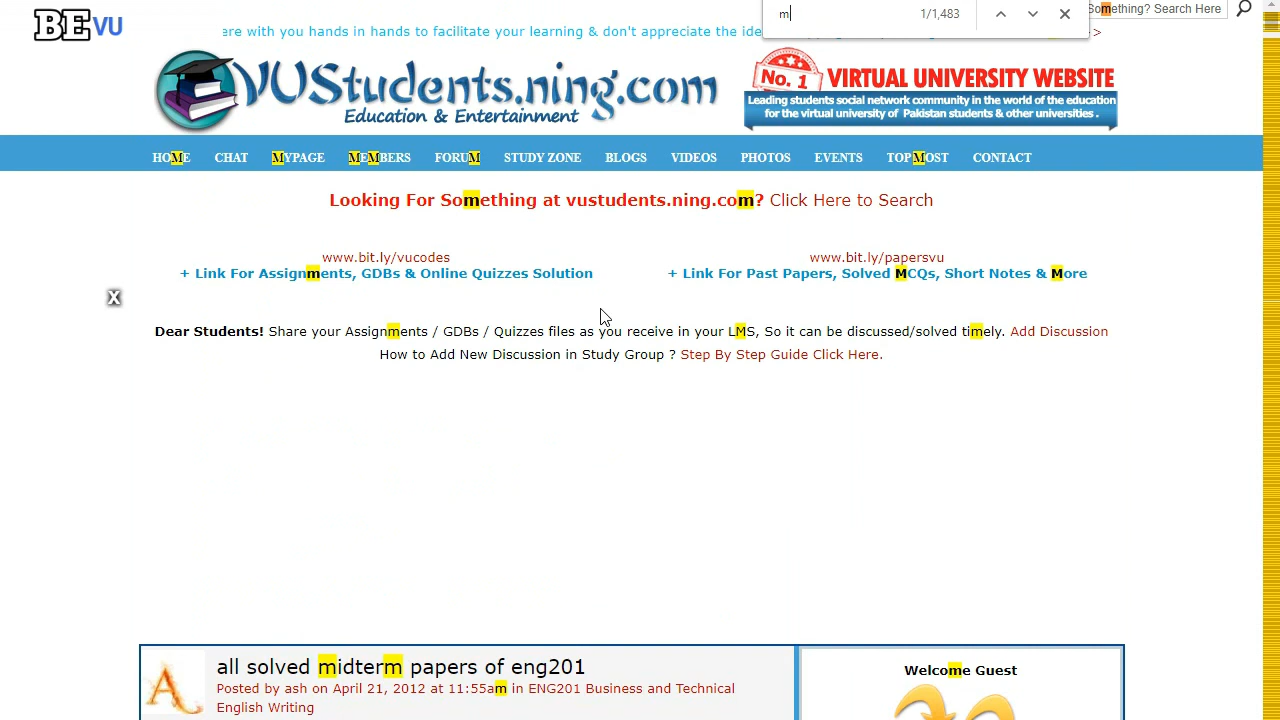 BEVU
m 1/1,483
Something? Search Here
ere with you hands in hands to facilitate your learning & don't appreciate the ide
VUStudents.ning.com
Education & Entertainment
No. 1 VIRTUAL UNIVERSITY WEBSITE
Leading students social network community in the world of the education
for the virtual university of Pakistan students & other universities .
HOME CHAT MYPAGE MEMBERS FORUM STUDY ZONE BLOGS VIDEOS PHOTOS EVENTS TOP MOST CONTACT
Looking For Something at vustudents.ning.com? Click Here to Search
www.bit.ly/vucodes
+ Link For Assignments, GDBs & Online Quizzes Solution
www.bit.ly/papersvu
+ Link For Past Papers, Solved MCQs, Short Notes & More
X
Dear Students! Share your Assignments / GDBs / Quizzes files as you receive in your LMS, So it can be discussed/solved timely. Add Discussion
How to Add New Discussion in Study Group ? Step By Step Guide Click Here.
all solved midterm papers of eng201
Posted by ash on April 21, 2012 at 11:55am in ENG201 Business and Technical
English Writing
Welcome Guest